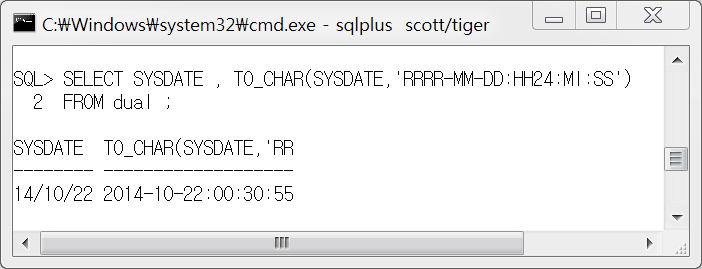 C:₩Windows₩system32₩cmd.exe - sqlplus  scott/tiger
SQL> SELECT SYSDATE , TO_CHAR(SYSDATE,'RRRR-MM-DD:HH24:MI:SS')
  2  FROM dual ;
SYSDATE  TO_CHAR(SYSDATE,'RR
-------- -------------------
14/10/22 2014-10-22:00:30:55